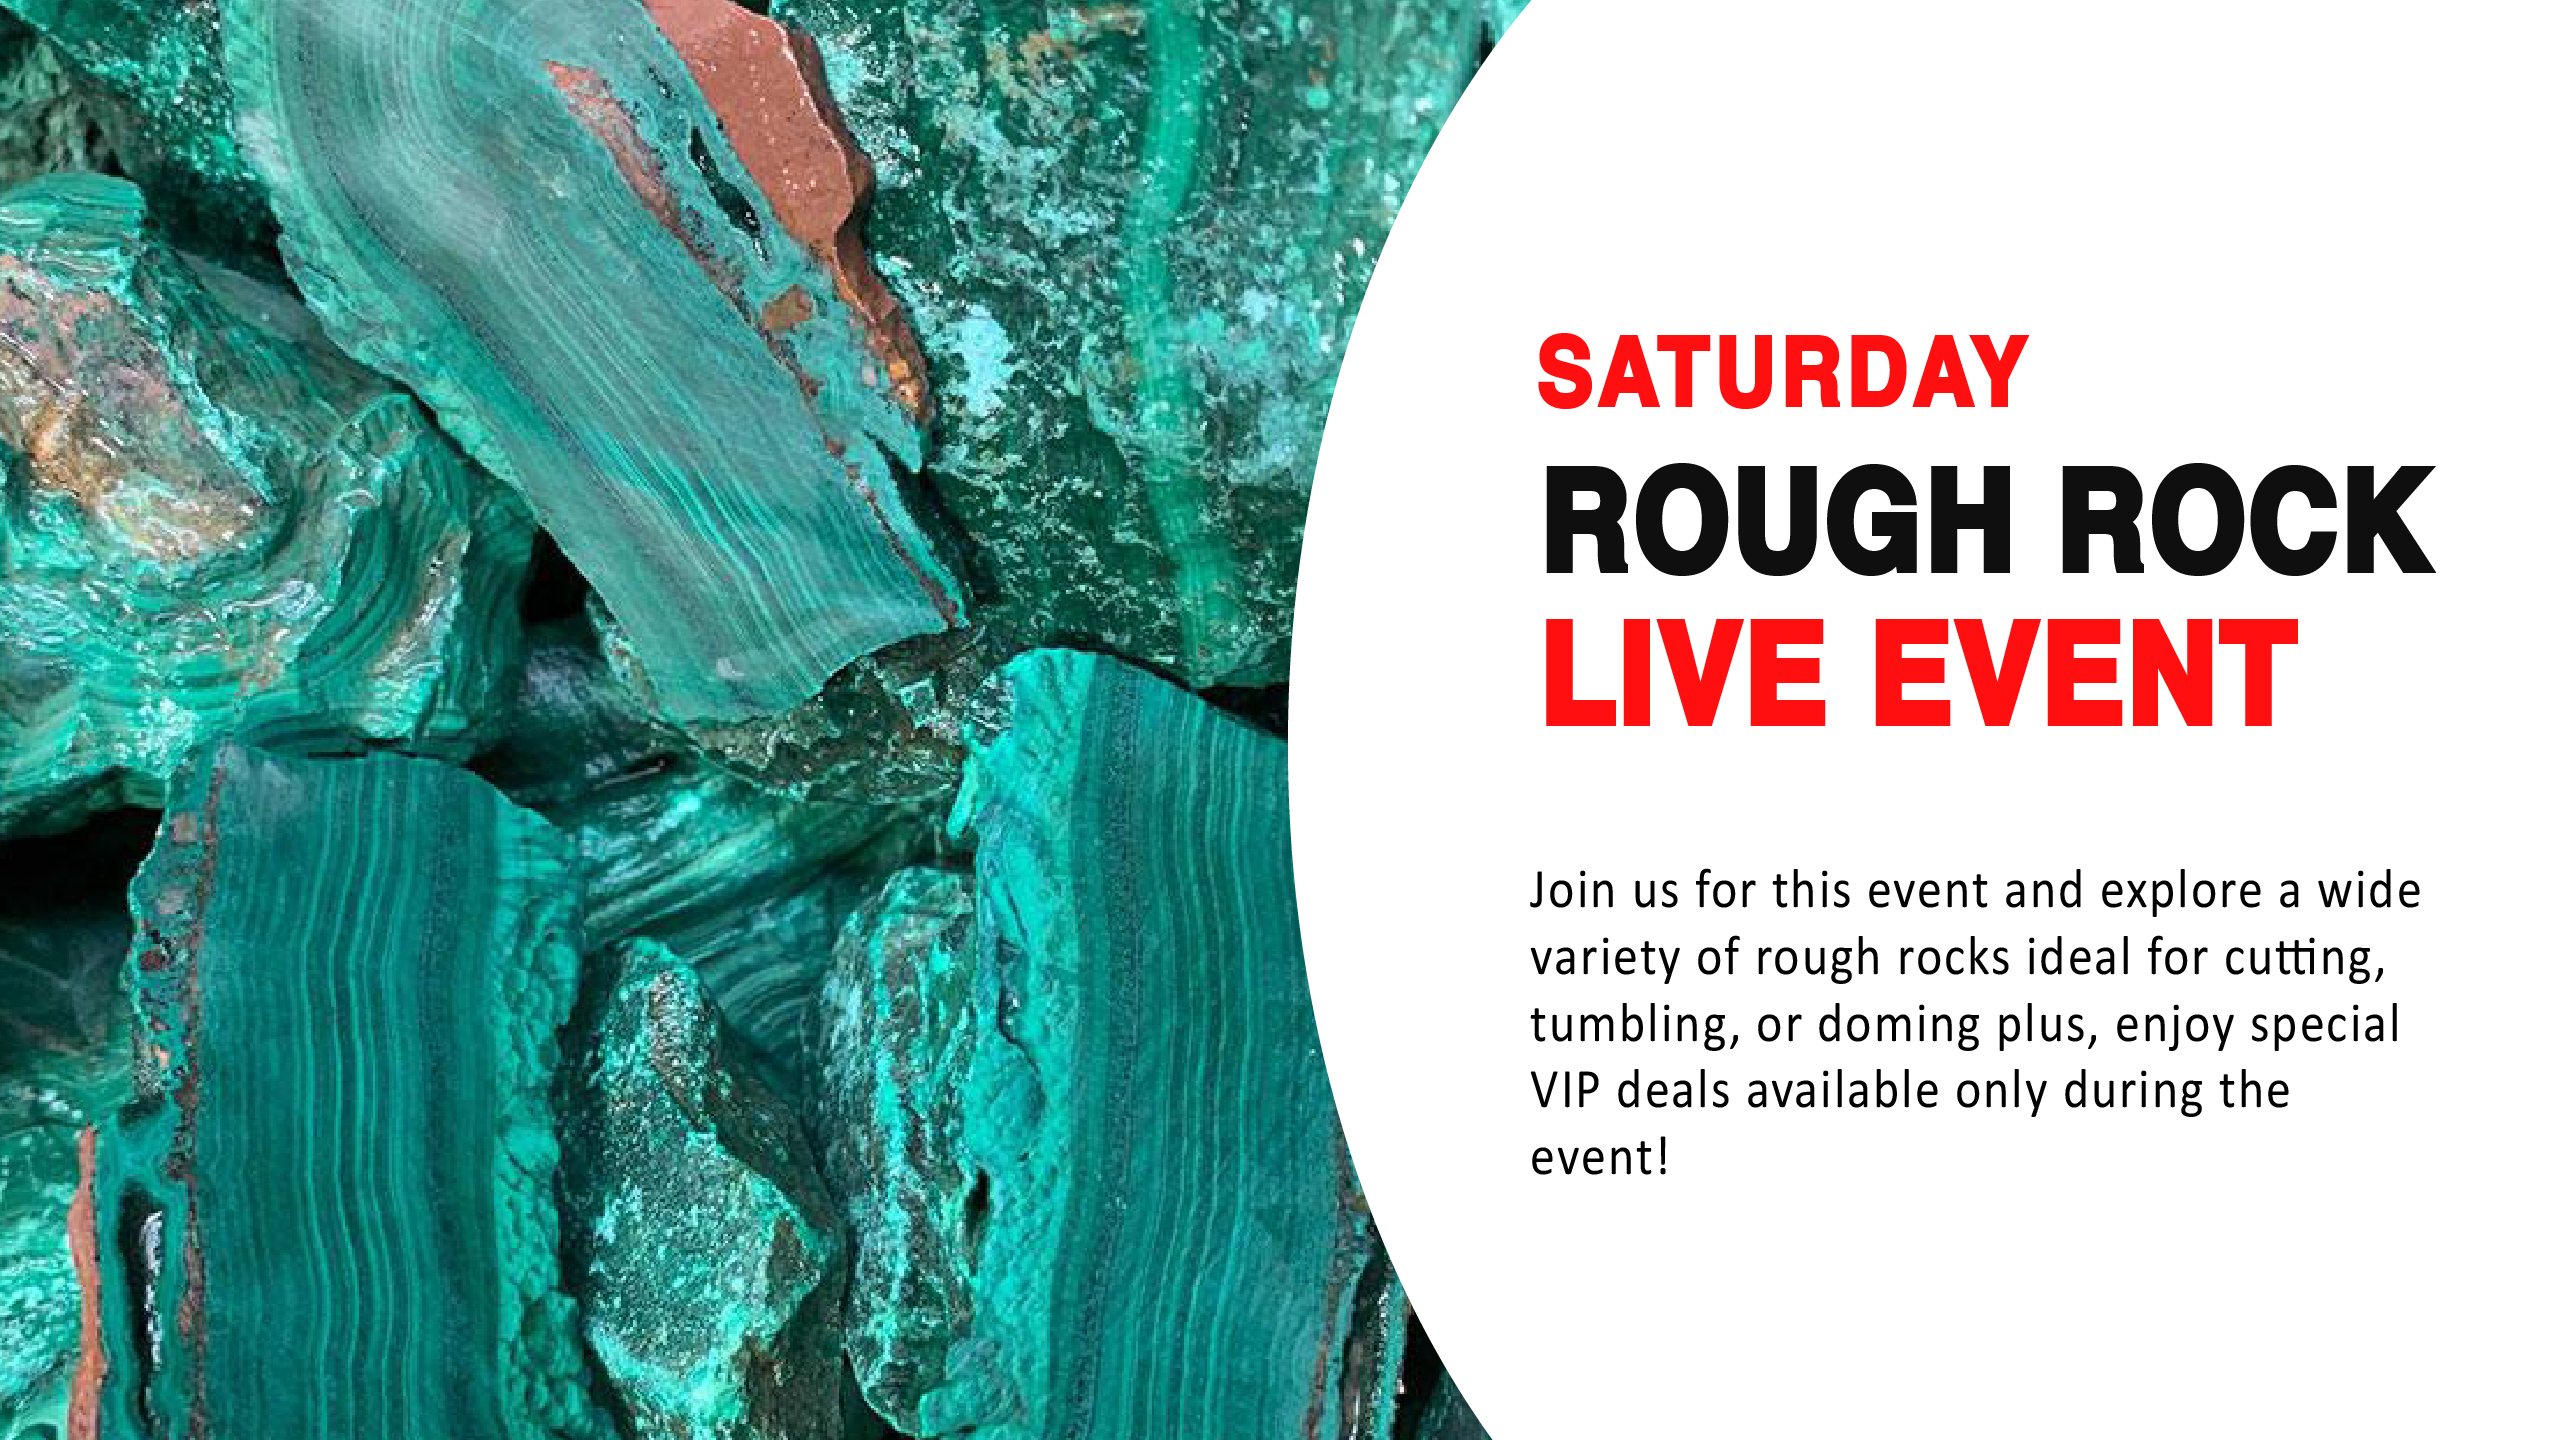 SATURDAY
ROUGH ROCK
LIVE EVENT
Join us for this event and explore a wide
variety of rough rocks ideal for cutting,
tumbling, or doming plus, enjoy special
VIP deals available only during the
event!